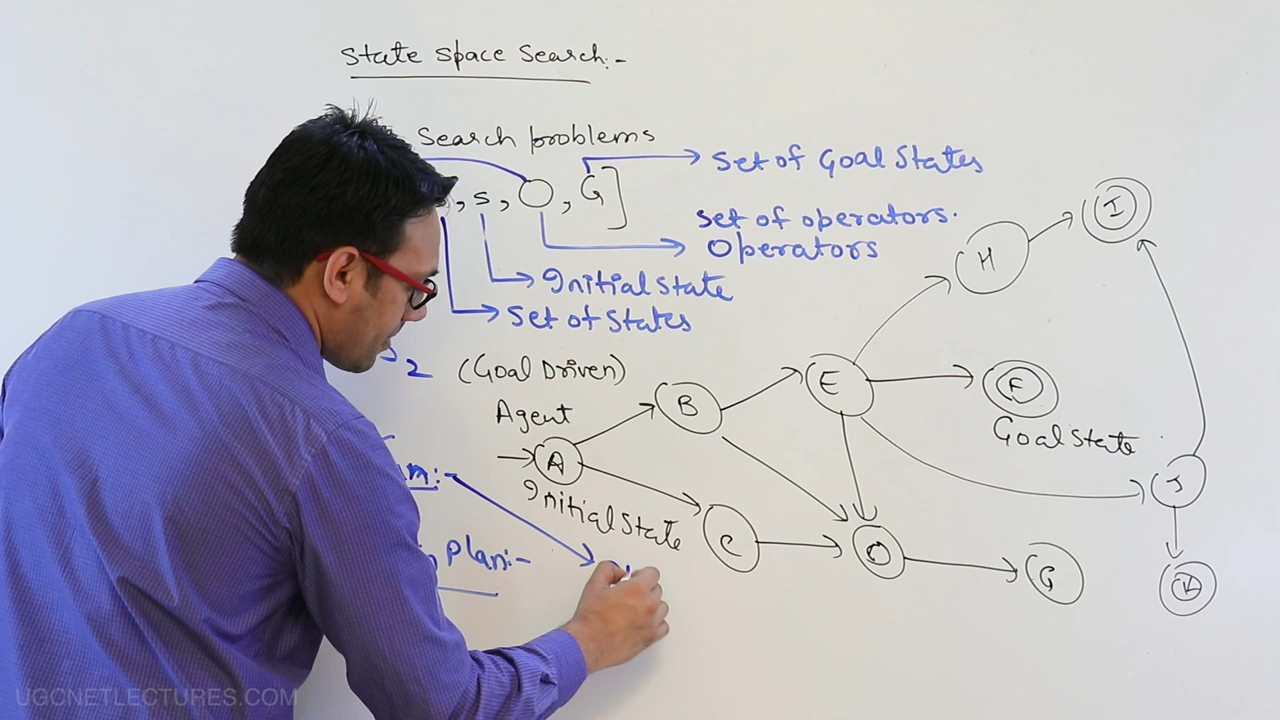 State Space Search:-
Search problems
, s, O, G]
Set of Goal States
set of operators.
Operators
Initial State
Set of States
2 (Goal Driven)
Agent
A
Initial State
B
C
E
D
H
I
F
Goal State
J
G
K
Plan:-
UGCNETLECTURES.COM